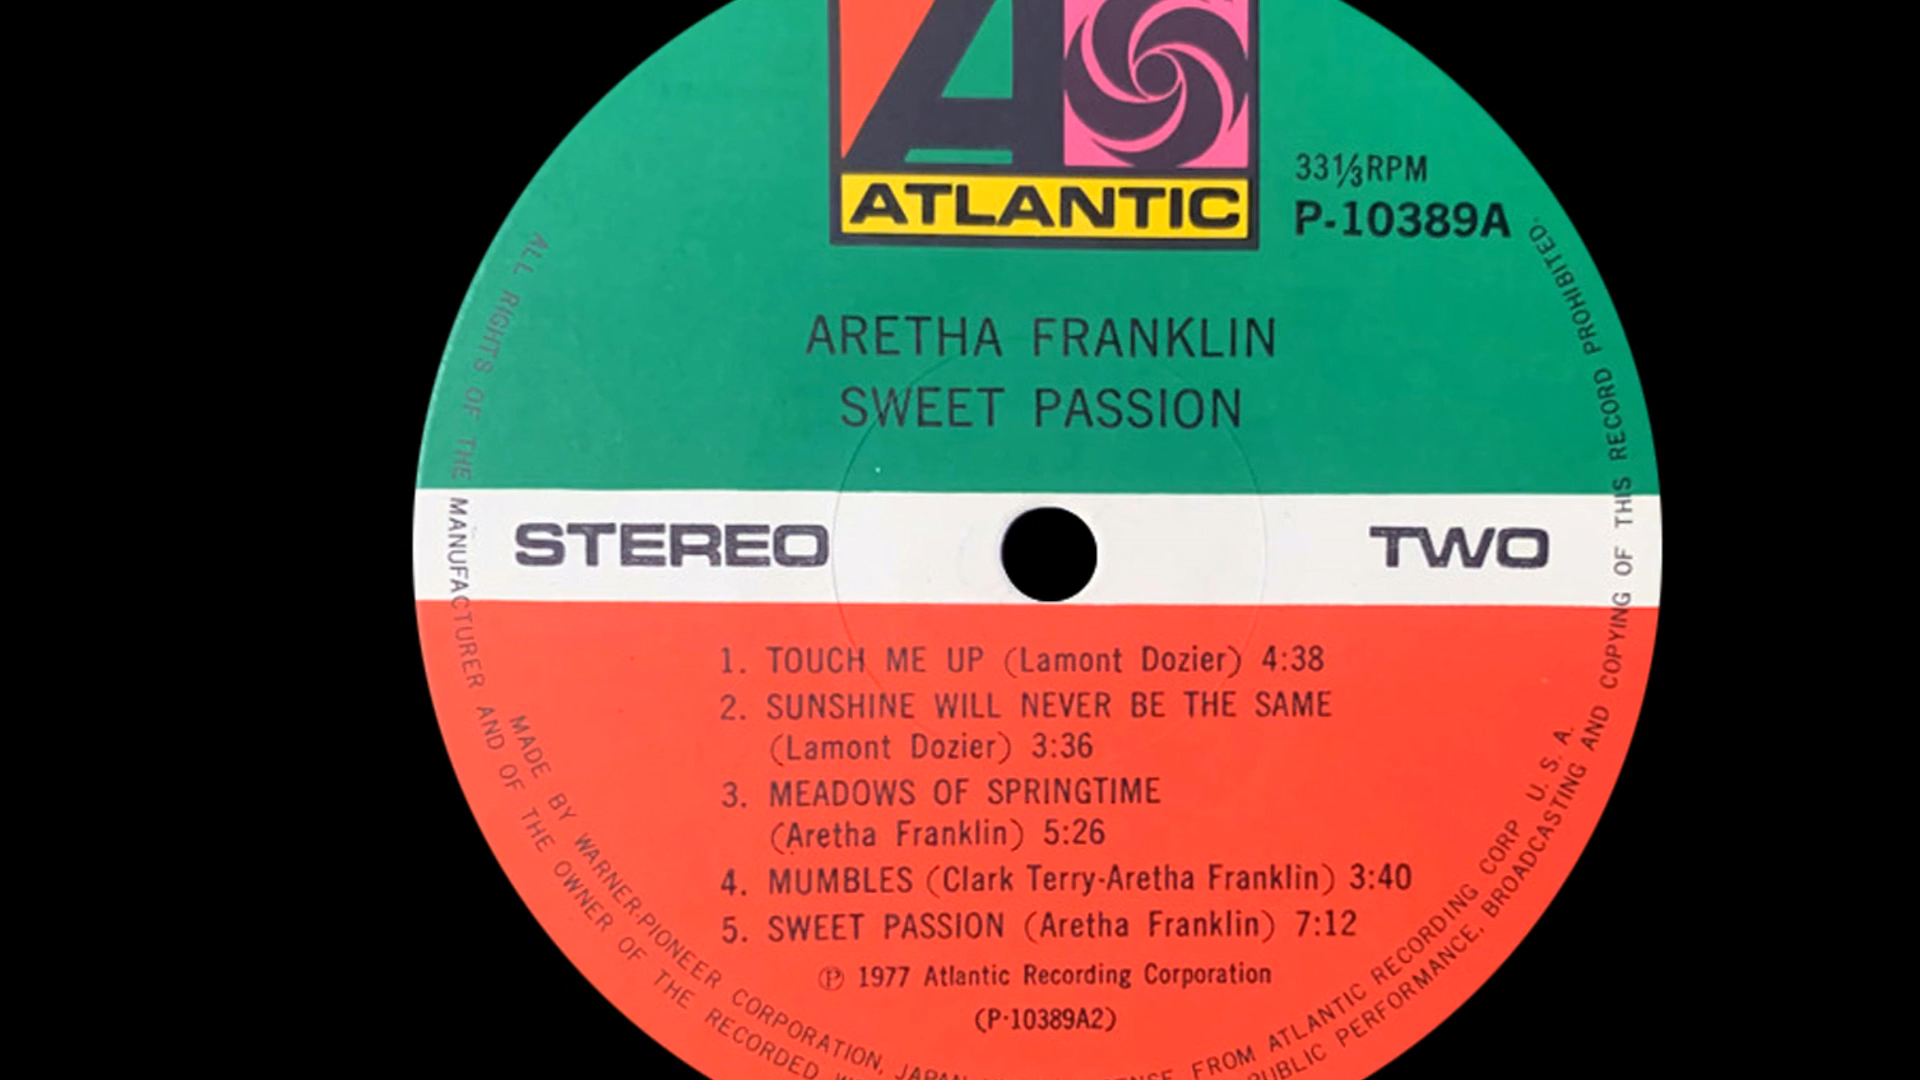 ATLANTIC
33⅓RPM
P-10389A
ARETHA FRANKLIN
SWEET PASSION
STEREO
TWO
1. TOUCH ME UP (Lamont Dozier) 4:38
2. SUNSHINE WILL NEVER BE THE SAME
(Lamont Dozier) 3:36
3. MEADOWS OF SPRINGTIME
(Aretha Franklin) 5:26
4. MUMBLES (Clark Terry-Aretha Franklin) 3:40
5. SWEET PASSION (Aretha Franklin) 7:12
Ⓟ 1977 Atlantic Recording Corporation
(P-10389A2)
MADE BY WARNER-PIONEER CORPORATION, JAPAN FROM ATLANTIC RECORDING CORP U. S. A.
ALL RIGHTS OF THE MANUFACTURER AND OF THE OWNER OF THE RECORDED PUBLIC PERFORMANCE, BROADCASTING AND COPYING OF THIS RECORD PROHIBITED.